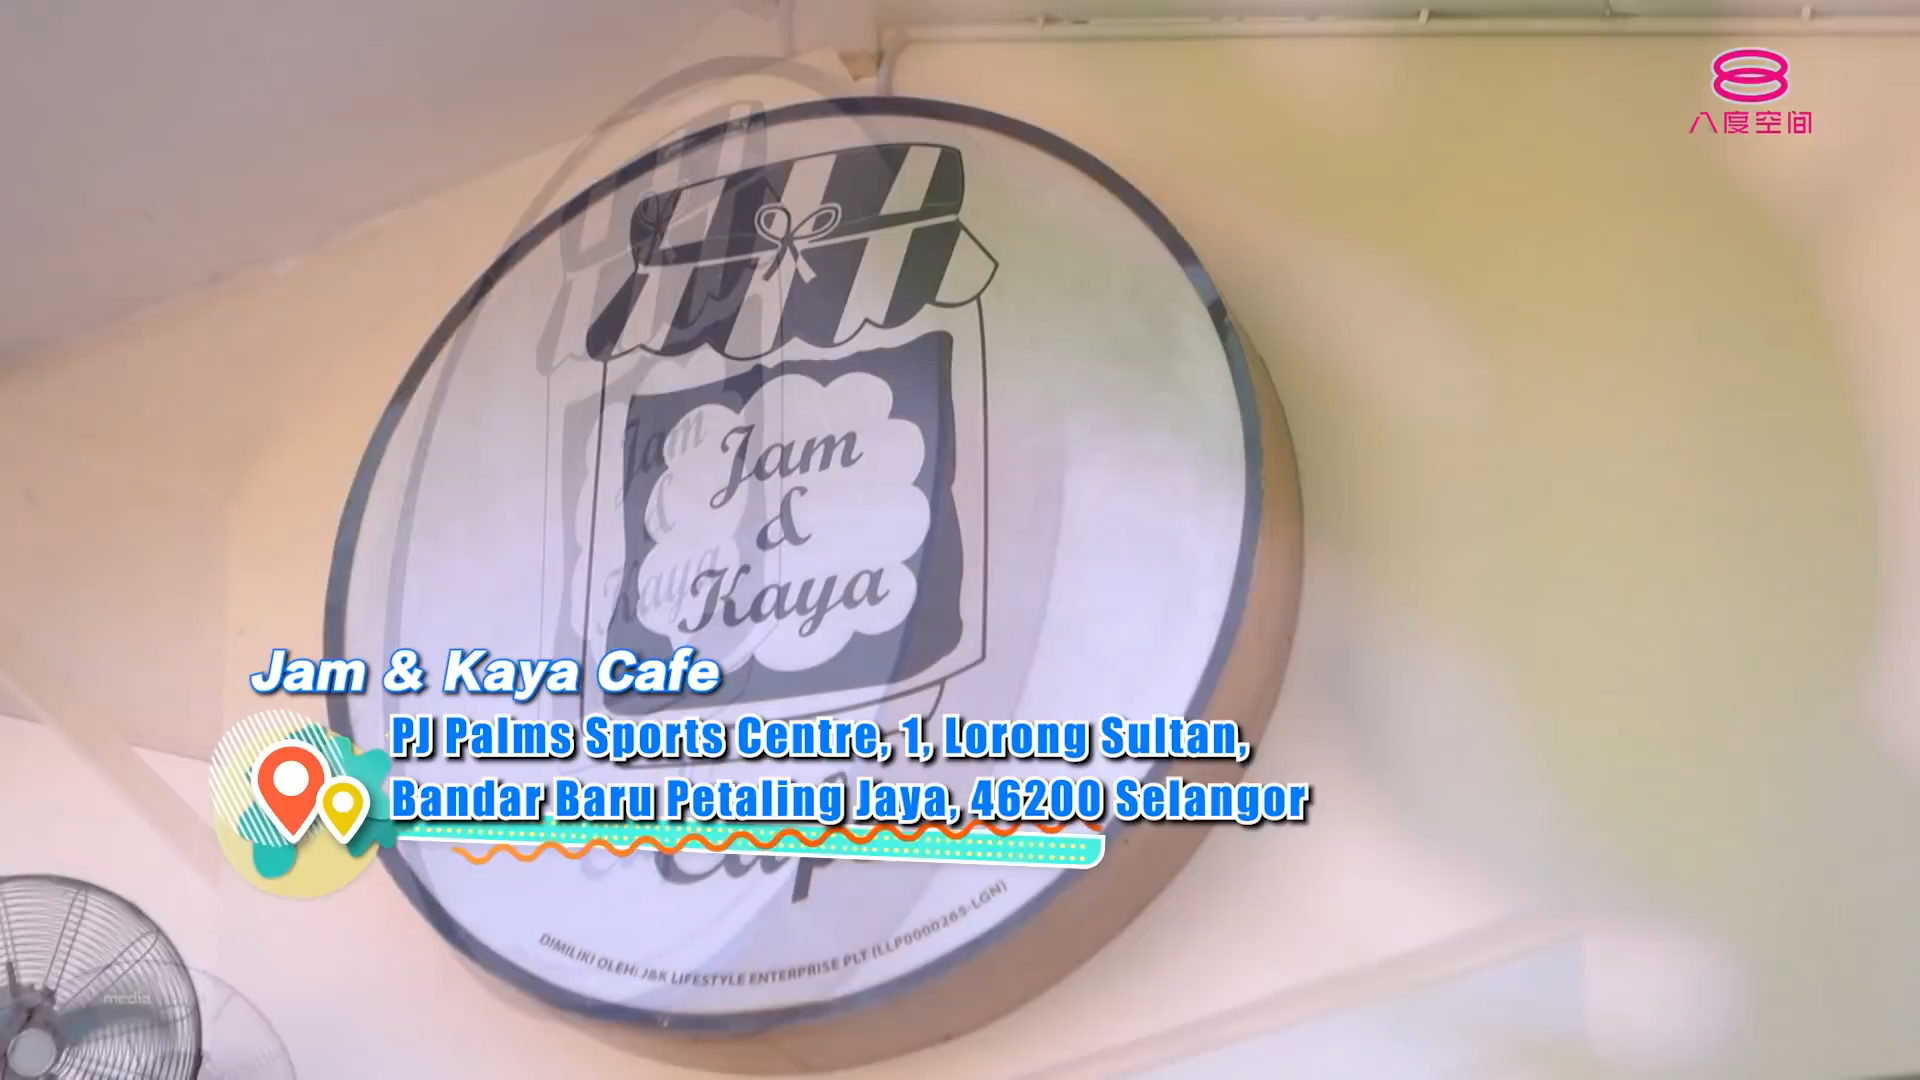 八度空间
Jam
&
Kaya
Jam & Kaya Cafe
PJ Palms Sports Centre, 1, Lorong Sultan,
Bandar Baru Petaling Jaya, 46200 Selangor
DIMILIKI OLEH: J&K LIFESTYLE ENTERPRISE PLT (LLP0000265-LGN)
media